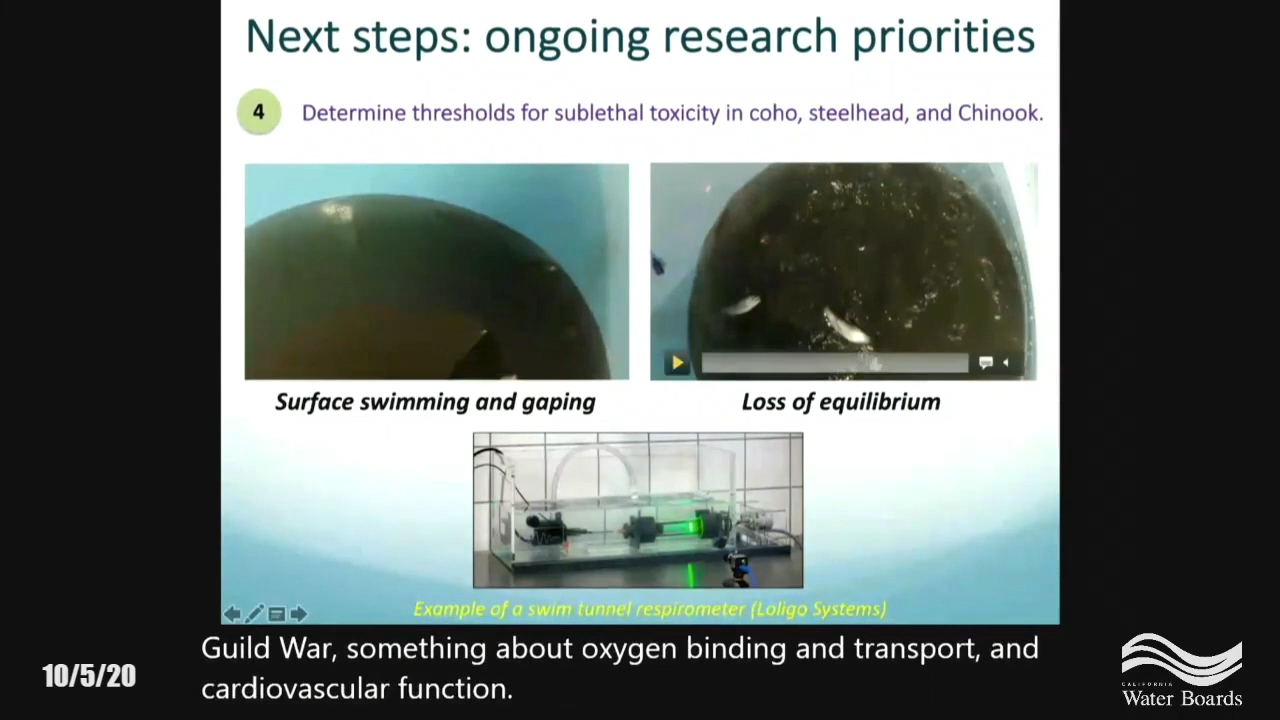 Next steps: ongoing research priorities
4
Determine thresholds for sublethal toxicity in coho, steelhead, and Chinook.
Surface swimming and gaping
Loss of equilibrium
Example of a swim tunnel respirometer (Loligo Systems)
Guild War, something about oxygen binding and transport, and
cardiovascular function.
10/5/20
CALIFORNIA
Water Boards